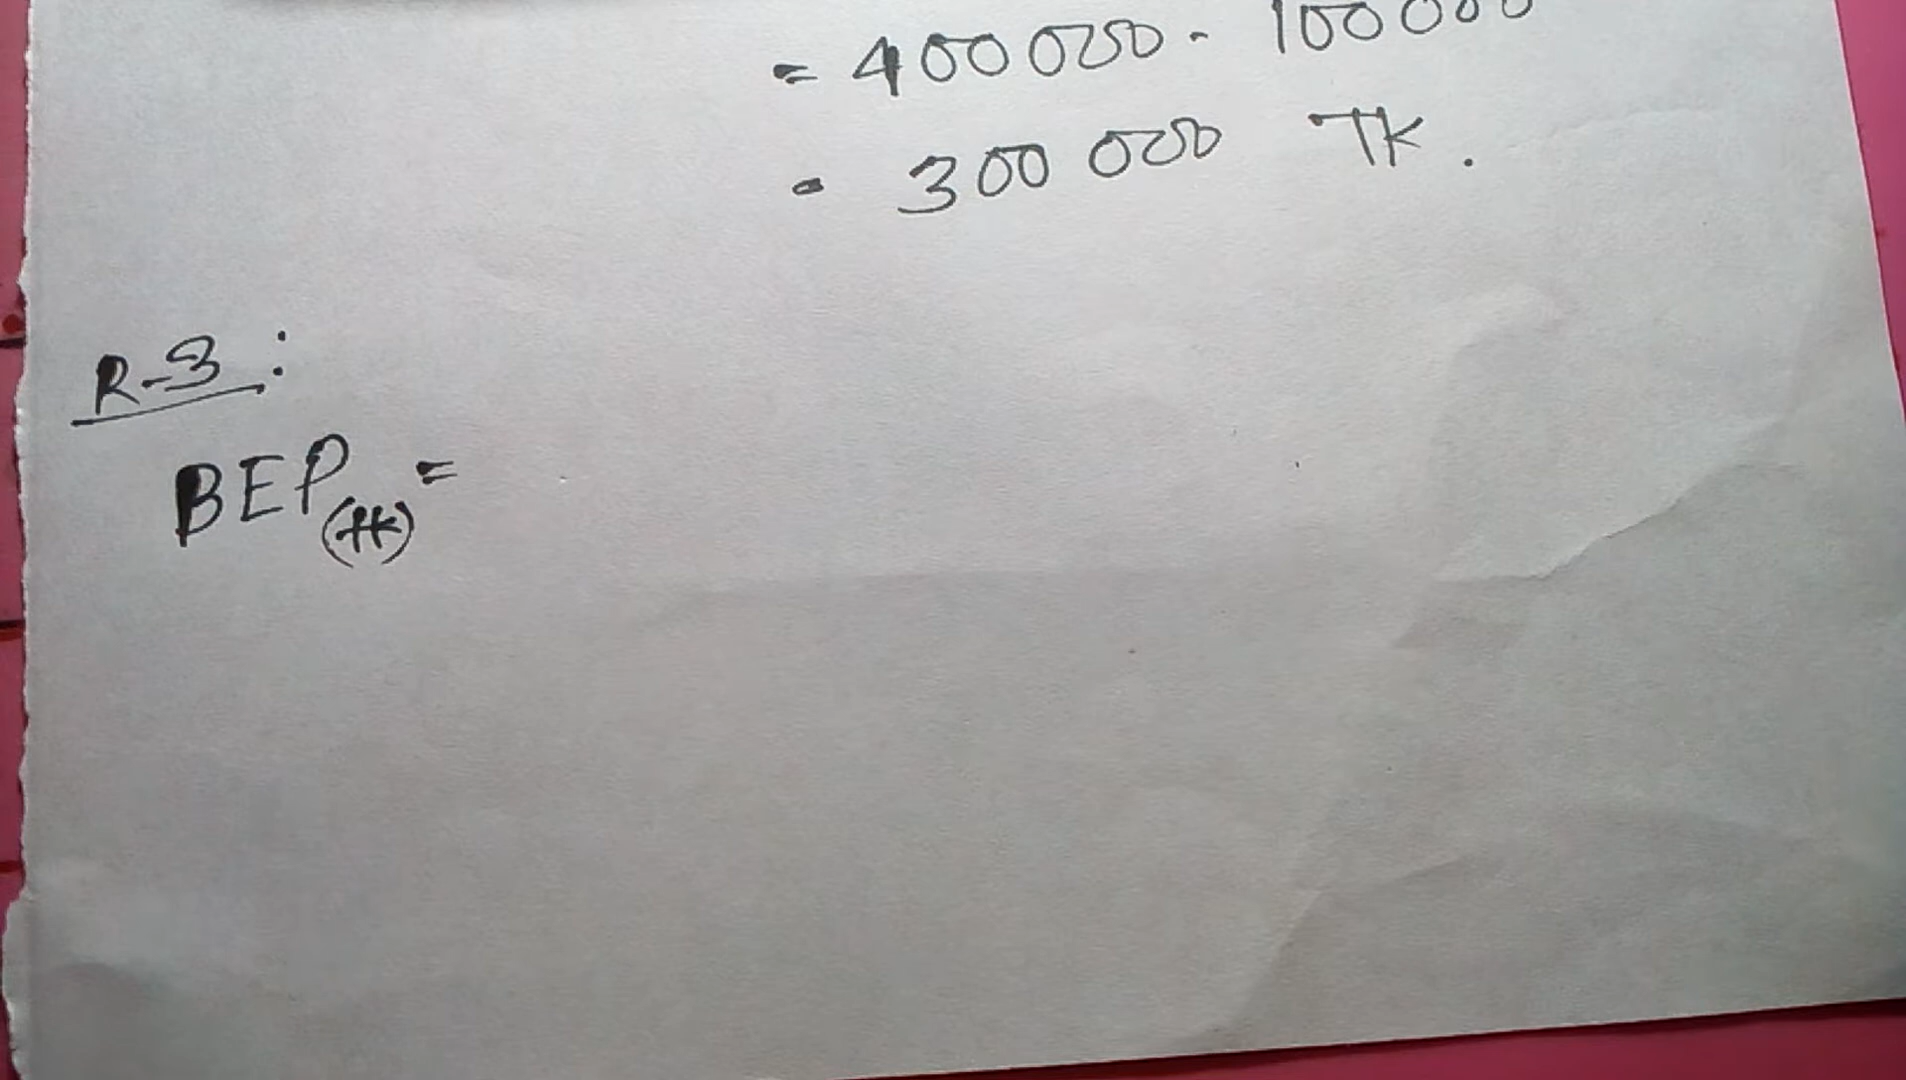 = 400000 - 100000
= 300000 TK.
R-3:
BEP(tk) =